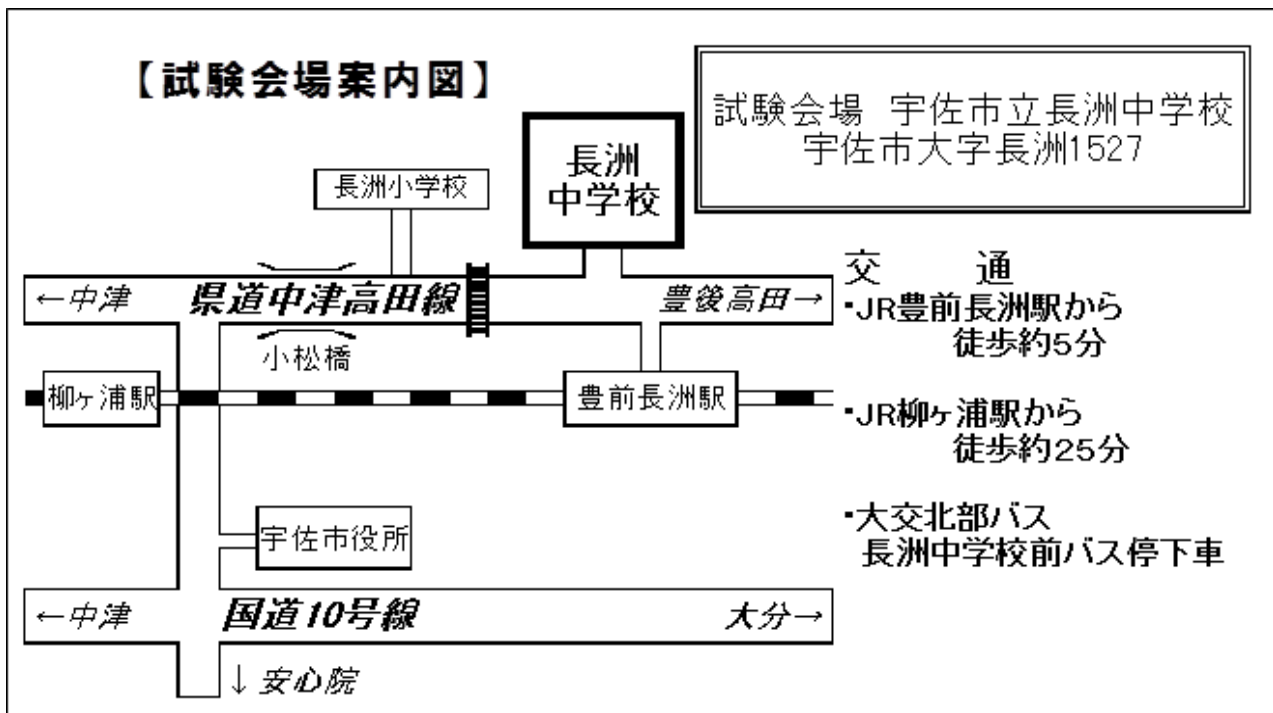 【試験会場案内図】
試験会場 宇佐市立長洲中学校
宇佐市大字長洲1527
長洲
中学校
長洲小学校
←中津
県道中津高田線
豊後高田→
小松橋
柳ヶ浦駅
豊前長洲駅
宇佐市役所
←中津
国道10号線
大分→
↓安心院
交 通
・JR豊前長洲駅から
徒歩約5分
・JR柳ヶ浦駅から
徒歩約25分
・大交北部バス
長洲中学校前バス停下車